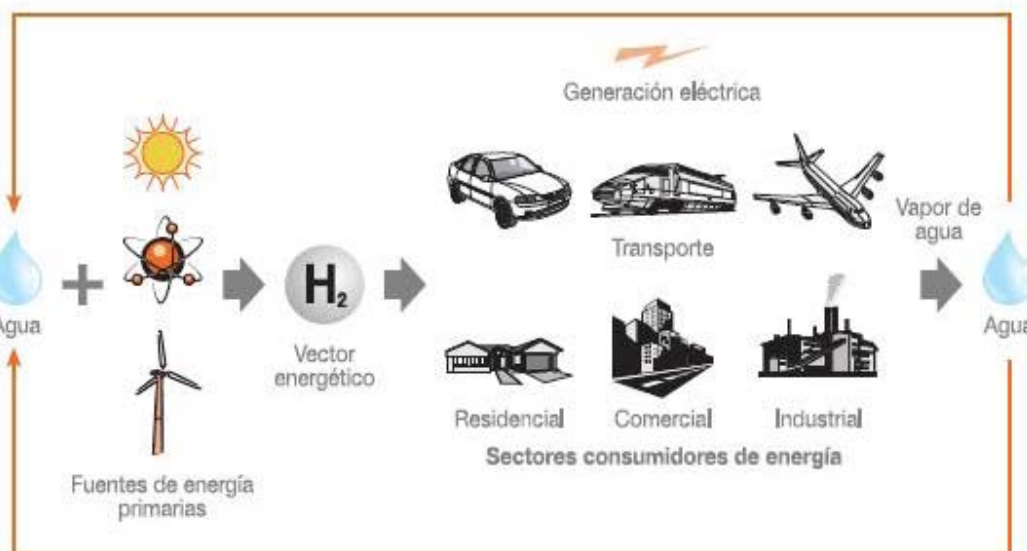 Generación eléctrica
Transporte
Vapor de
agua
Agua
H₂
Vector
energético
Agua
Residencial
Comercial
Industrial
Sectores consumidores de energía
Fuentes de energía
primarias